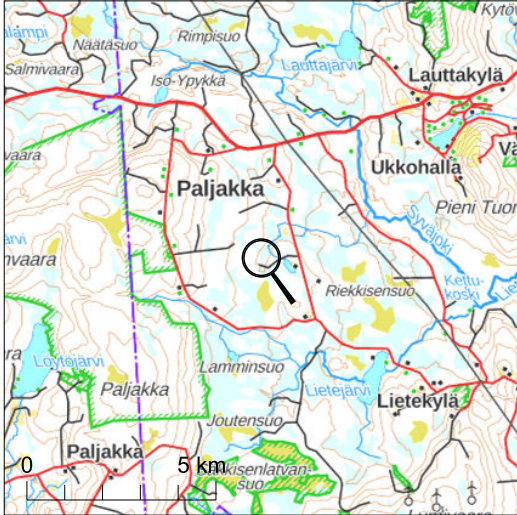 Näätäsuo
Rimpisuo
Salmivaara
Iso-Ypykkä
Lauttajärvi
Lauttakylä
Ukkohalla
Paljakka
Pieni
Syväjoki
Kettu-
koski
Riekkisensuo
Löytöjärvi
Lamminsuo
Paljakka
Lietejärvi
Lietekylä
Joutensuo
Paljakka
0
5 km
suo